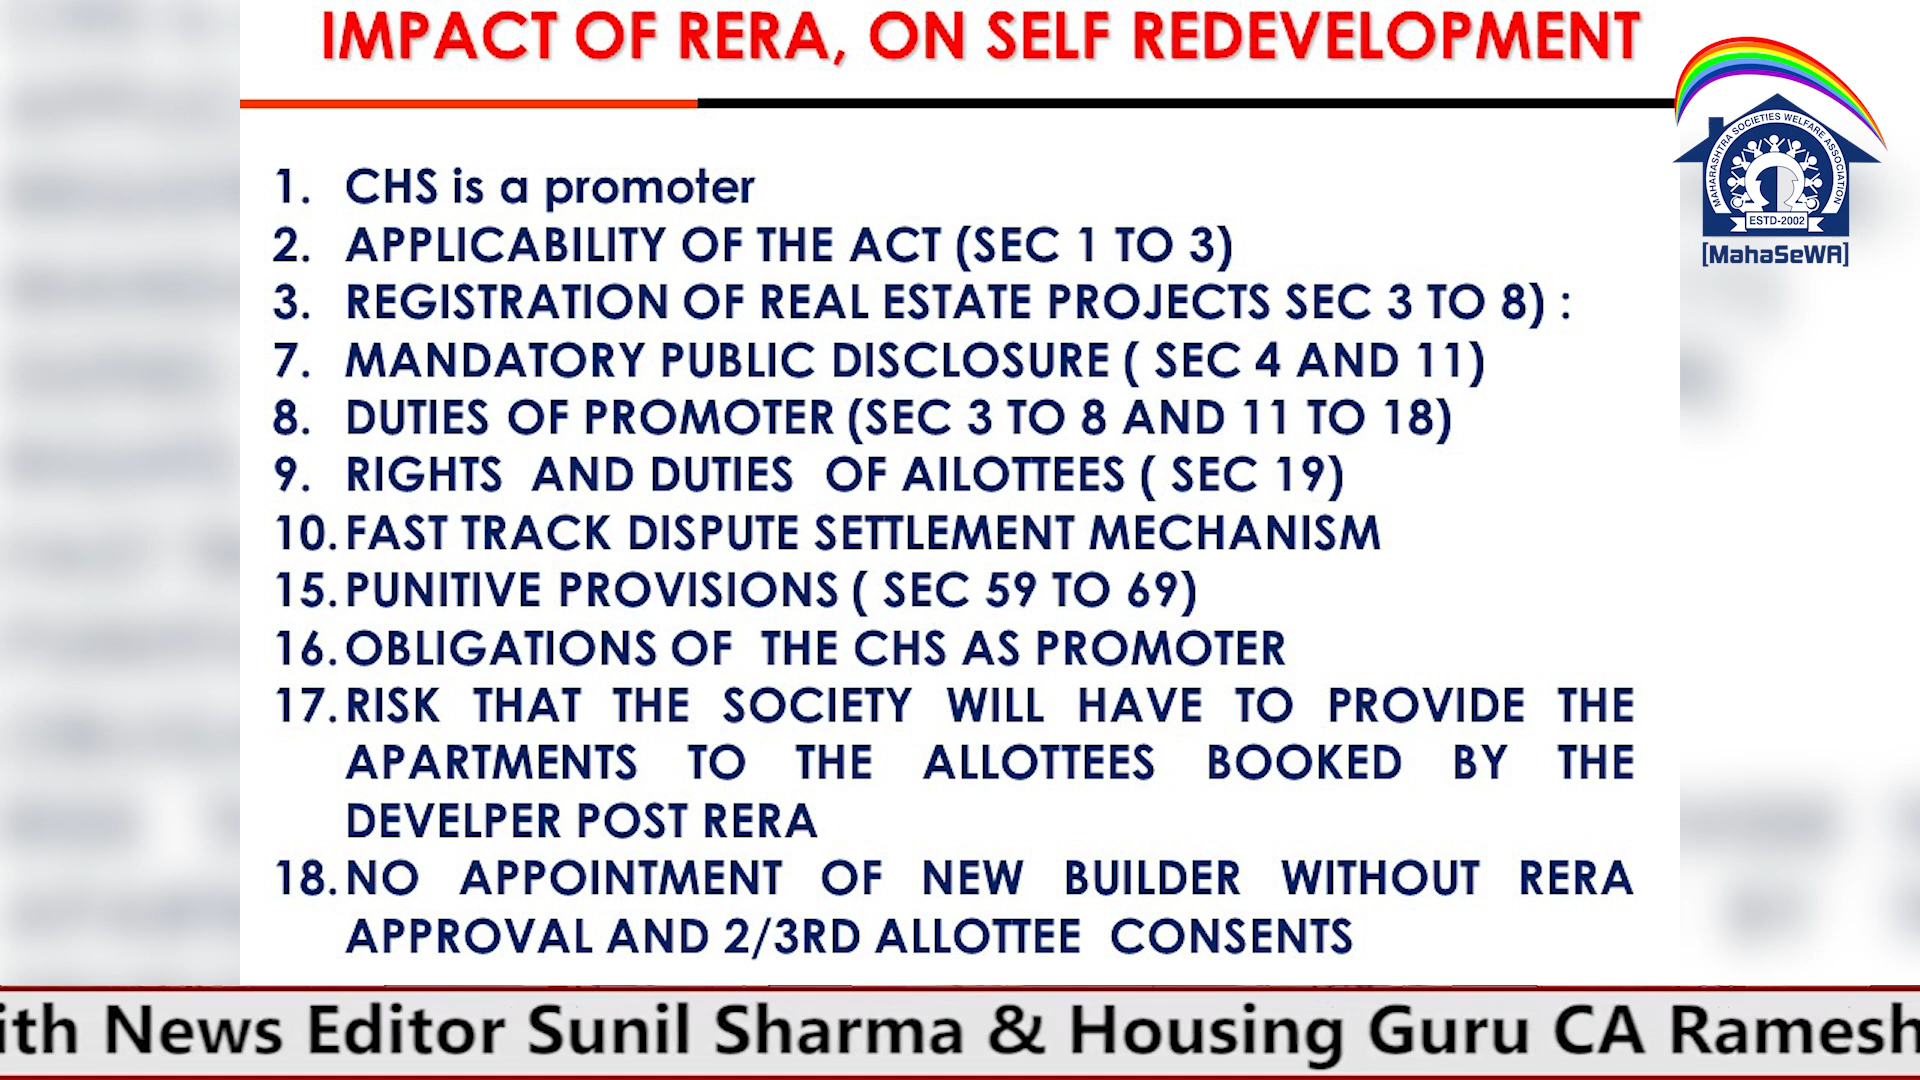 IMPACT OF RERA, ON SELF REDEVELOPMENT
1. CHS is a promoter
2. APPLICABILITY OF THE ACT (SEC 1 TO 3)
3. REGISTRATION OF REAL ESTATE PROJECTS SEC 3 TO 8) :
7. MANDATORY PUBLIC DISCLOSURE ( SEC 4 AND 11)
8. DUTIES OF PROMOTER (SEC 3 TO 8 AND 11 TO 18)
9. RIGHTS AND DUTIES OF AILOTTEES ( SEC 19)
10. FAST TRACK DISPUTE SETTLEMENT MECHANISM
15. PUNITIVE PROVISIONS ( SEC 59 TO 69)
16. OBLIGATIONS OF THE CHS AS PROMOTER
17. RISK THAT THE SOCIETY WILL HAVE TO PROVIDE THE
APARTMENTS TO THE ALLOTTEES BOOKED BY THE
DEVELPER POST RERA
18. NO APPOINTMENT OF NEW BUILDER WITHOUT RERA
APPROVAL AND 2/3RD ALLOTTEE CONSENTS
MAHARASHTRA SOCIETIES WELFARE ASSOCIATION
ESTD-2002
[MahaSeWA]
ith News Editor Sunil Sharma & Housing Guru CA Ramesh